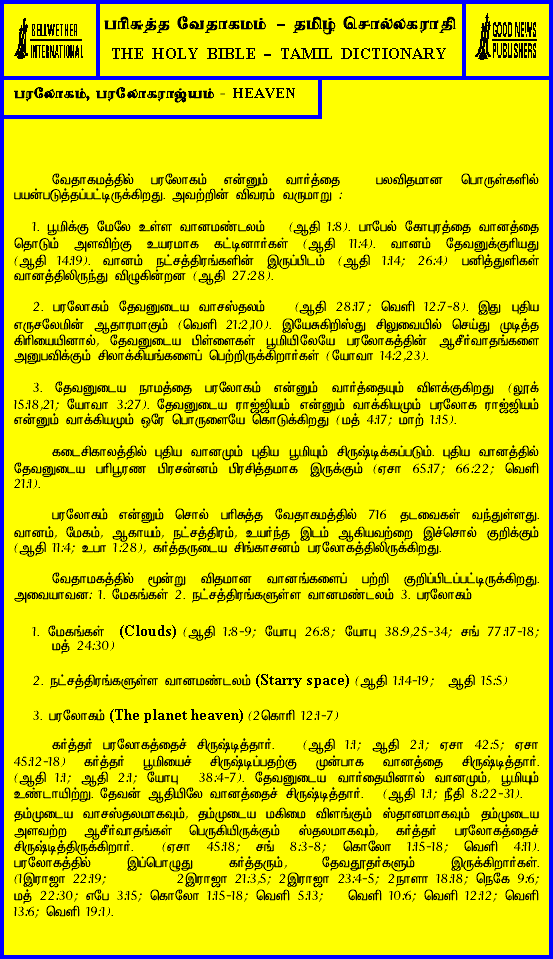 BELLWETHER
INTERNATIONAL
பரிசுத்த வேதாகமம் – தமிழ் சொல்லகராதி
THE HOLY BIBLE – TAMIL DICTIONARY
GOOD NEWS
PUBLISHERS
பரலோகம், பரலோகராஜ்யம் - HEAVEN
வேதாகமத்தில் பரலோகம் என்னும் வார்த்தை பலவிதமான பொருள்களில்
பயன்படுத்தப்பட்டிருக்கிறது. அவற்றின் விவரம் வருமாறு :
1. பூமிக்கு மேலே உள்ள வானமண்டலம் (ஆதி 1:8). பாபேல் கோபுரத்தை வானத்தை
தொடும் அளவிற்கு உயரமாக கட்டினார்கள் (ஆதி 11:4). வானம் தேவனுக்குரியது
(ஆதி 14:19). வானம் நட்சத்திரங்களின் இருப்பிடம் (ஆதி 1:14; 26:4) பனித்துளிகள்
வானத்திலிருந்து விழுகின்றன (ஆதி 27:28).
2. பரலோகம் தேவனுடைய வாசஸ்தலம் (ஆதி 28:17; வெளி 12:7-8). இது புதிய
எருசலேமின் ஆதாரமாகும் (வெளி 21:2,10). இயேசுகிறிஸ்து சிலுவையில் செய்து முடித்த
கிரியையினால், தேவனுடைய பிள்ளைகள் பூமியிலேயே பரலோகத்தின் ஆசீர்வாதங்களை
அனுபவிக்கும் சிலாக்கியங்களைப் பெற்றிருக்கிறார்கள் (யோவா 14:2,23).
3. தேவனுடைய நாமத்தை பரலோகம் என்னும் வார்த்தையும் விளக்குகிறது (லூக்
15:18,21; யோவா 3:27). தேவனுடைய ராஜ்ஜியம் என்னும் வாக்கியமும் பரலோக ராஜ்ஜியம்
என்னும் வாக்கியமும் ஒரே பொருளையே கொடுக்கிறது (மத் 4:17; மாற் 1:15).
கடைசிகாலத்தில் புதிய வானமும் புதிய பூமியும் சிருஷ்டிக்கப்படும். புதிய வானத்தில்
தேவனுடைய பரிபூரண பிரசன்னம் பிரசித்தமாக இருக்கும் (ஏசா 65:17; 66:22; வெளி
21:1).
பரலோகம் என்னும் சொல் பரிசுத்த வேதாகமத்தில் 716 தடவைகள் வந்துள்ளது.
வானம், மேகம், ஆகாயம், நட்சத்திரம், உயர்ந்த இடம் ஆகியவற்றை இச்சொல் குறிக்கும்
(ஆதி 11:4; உபா 1:28), கர்த்தருடைய சிங்காசனம் பரலோகத்திலிருக்கிறது.
வேதாமகத்தில் மூன்று விதமான வானங்களைப் பற்றி குறிப்பிடப்பட்டிருக்கிறது.
அவையாவன: 1. மேகங்கள் 2. நட்சத்திரங்களுள்ள வானமண்டலம் 3. பரலோகம்
1. மேகங்கள் (Clouds) (ஆதி 1:8-9; யோபு 26:8; யோபு 38:9,25-34; சங் 77:17-18;
மத் 24:30)
2. நட்சத்திரங்களுள்ள வானமண்டலம் (Starry space) (ஆதி 1:14-19; ஆதி 15:5)
3. பரலோகம் (The planet heaven) (2கொரி 12:1-7)
கர்த்தர் பரலோகத்தைச் சிருஷ்டித்தார். (ஆதி 1:1; ஆதி 2:1; ஏசா 42:5; ஏசா
45:12-18) கர்த்தர் பூமியைச் சிருஷ்டிப்பதற்கு முன்பாக வானத்தை சிருஷ்டித்தார்.
(ஆதி 1:1; ஆதி 2:1; யோபு 38:4-7). தேவனுடைய வார்தையினால் வானமும், பூமியும்
உண்டாயிற்று. தேவன் ஆதியிலே வானத்தைச் சிருஷ்டித்தார். (ஆதி 1:1; நீதி 8:22-31).
தம்முடைய வாசஸ்தலமாகவும், தம்முடைய மகிமை விளங்கும் ஸ்தானமாகவும் தம்முடைய
அளவற்ற ஆசீர்வாதங்கள் பெருகியிருக்கும் ஸ்தலமாகவும், கர்த்தர் பரலோகத்தைச்
சிருஷ்டித்திருக்கிறார். (ஏசா 45:18; சங் 8:3-8; கொலோ 1:15-18; வெளி 4:11).
பரலோகத்தில் இப்பொழுது கர்த்தரும், தேவதூதர்களும் இருக்கிறார்கள்.
(1இராஜா 22:19; 2இராஜா 21:3,5; 2இராஜா 23:4-5; 2நாளா 18:18; நெகே 9:6;
மத் 22:30; எபே 3:15; கொலோ 1:15-18; வெளி 5:13; வெளி 10:6; வெளி 12:12; வெளி
13:6; வெளி 19:1).